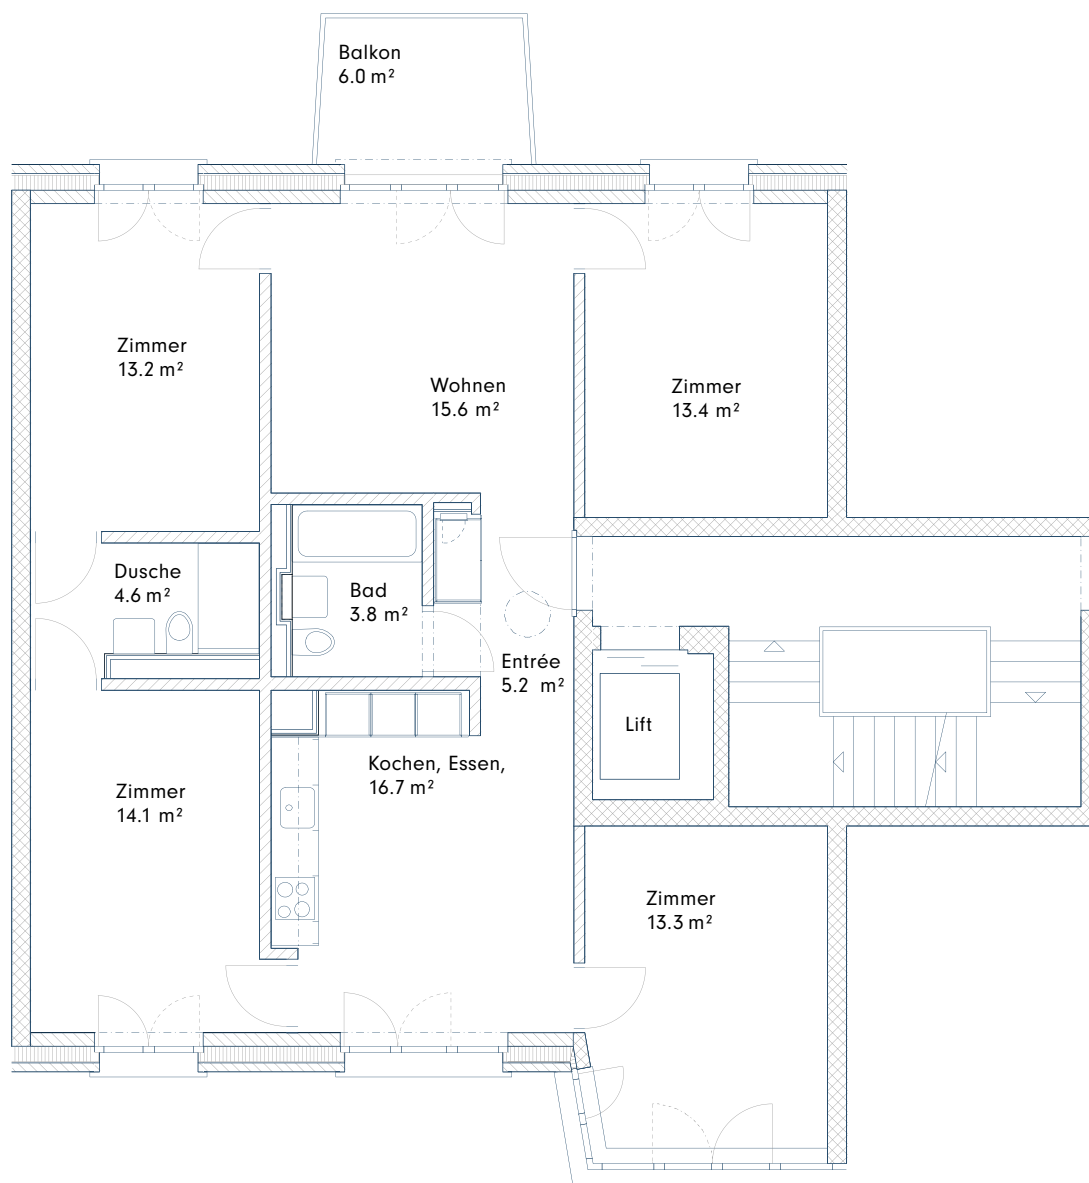 Balkon
6.0 m²
Zimmer
13.2 m²
Wohnen
15.6 m²
Zimmer
13.4 m²
Dusche
4.6 m²
Bad
3.8 m²
Entrée
5.2 m²
Lift
Kochen, Essen,
16.7 m²
Zimmer
14.1 m²
Zimmer
13.3 m²